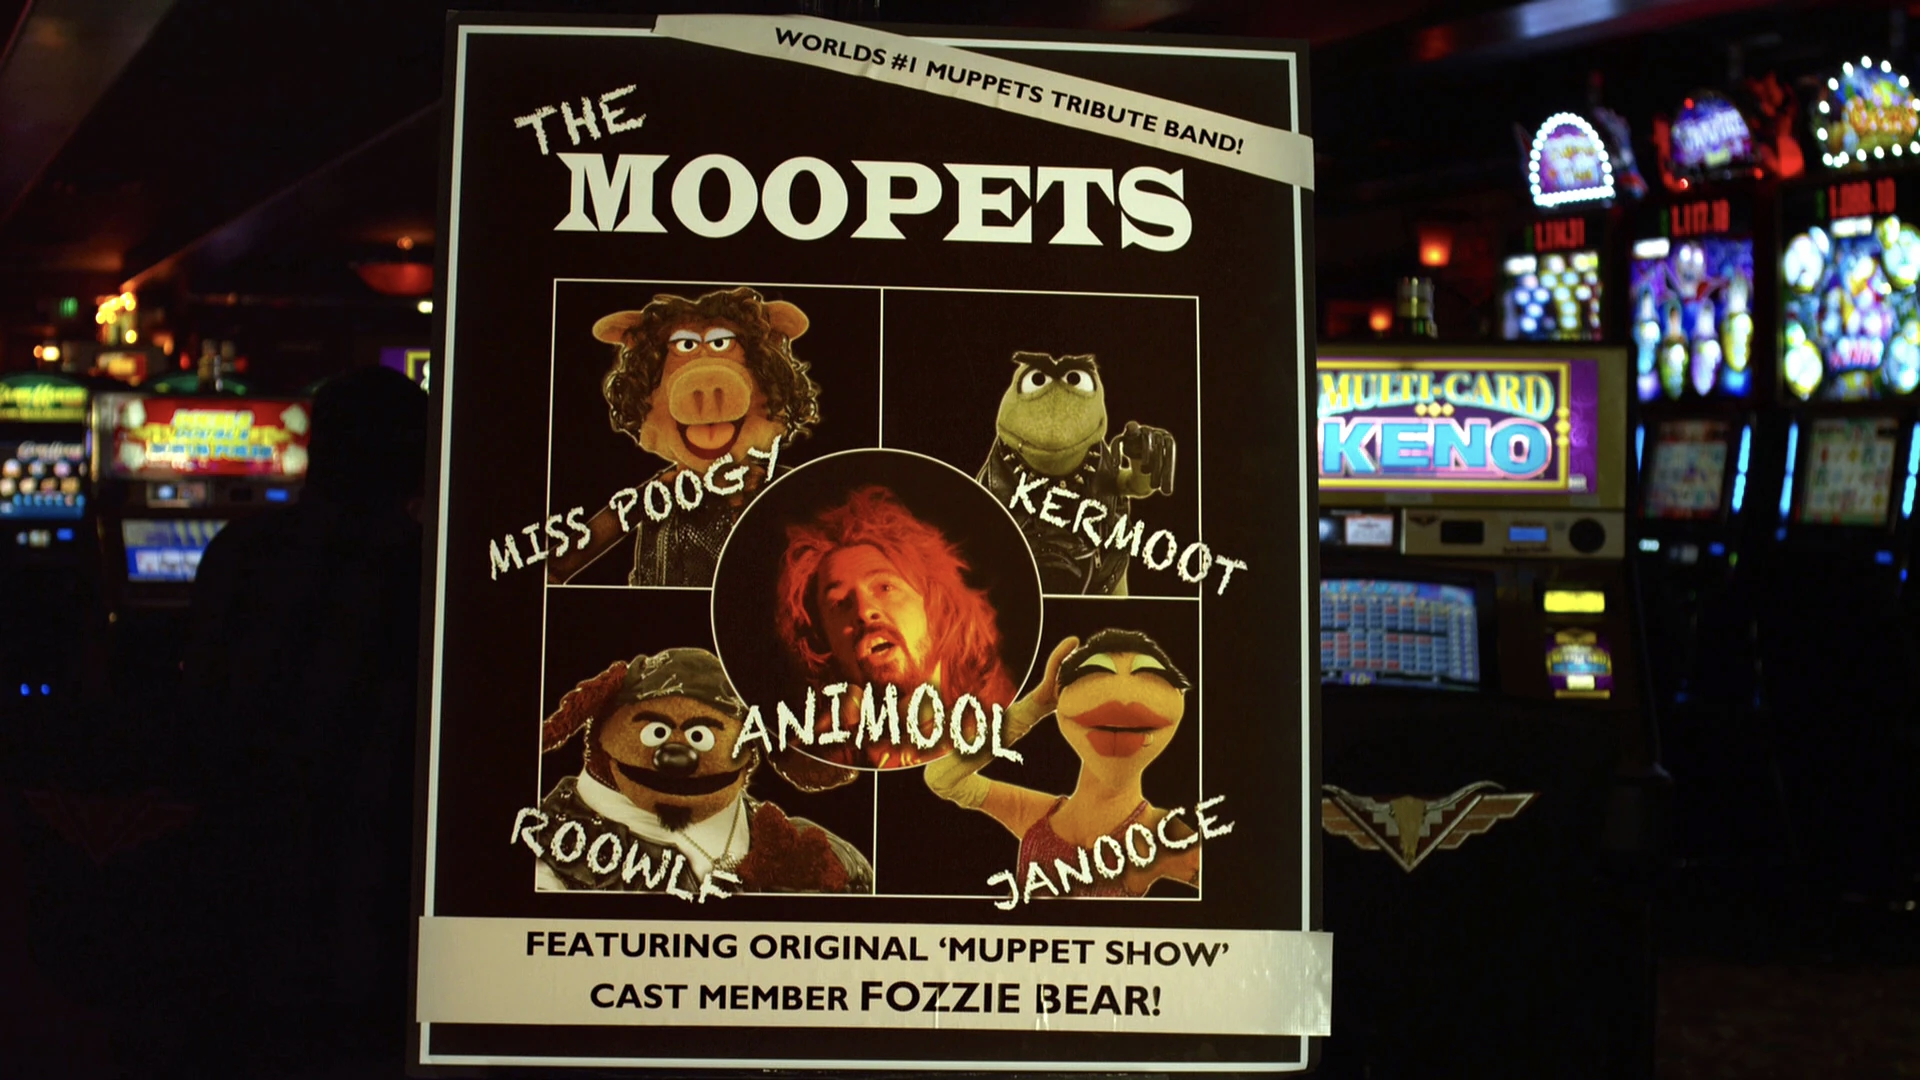 WORLDS #1 MUPPETS TRIBUTE BAND!
THE
MOOPETS
MISS POOGY
KERMOOT
ANIMOOL
ROOWLF
JANOOCE
FEATURING ORIGINAL ‘MUPPET SHOW’
CAST MEMBER FOZZIE BEAR!
MULTI-CARD
KENO